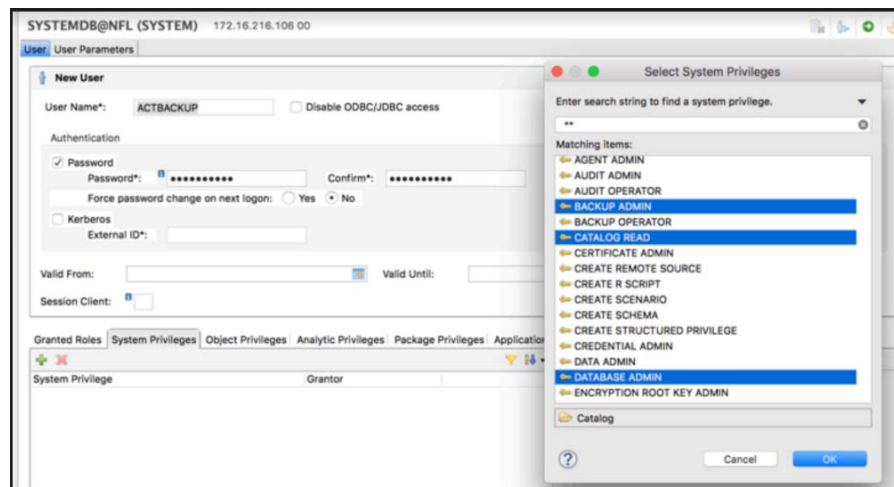 SYSTEMDB@NFL (SYSTEM) 172.16.216.106 00
User User Parameters
New User
User Name*: ACTBACKUP Disable ODBC/JDBC access
Authentication
Password
Password*: •••••••••• Confirm*: ••••••••••
Force password change on next logon: Yes No
Kerberos
External ID*:
Valid From: Valid Until:
Session Client:
Granted Roles System Privileges Object Privileges Analytic Privileges Package Privileges Application
System Privilege Grantor
Select System Privileges
Enter search string to find a system privilege.
**
Matching items:
AGENT ADMIN
AUDIT ADMIN
AUDIT OPERATOR
BACKUP ADMIN
BACKUP OPERATOR
CATALOG READ
CERTIFICATE ADMIN
CREATE REMOTE SOURCE
CREATE R SCRIPT
CREATE SCENARIO
CREATE SCHEMA
CREATE STRUCTURED PRIVILEGE
CREDENTIAL ADMIN
DATA ADMIN
DATABASE ADMIN
ENCRYPTION ROOT KEY ADMIN
Catalog
? Cancel OK